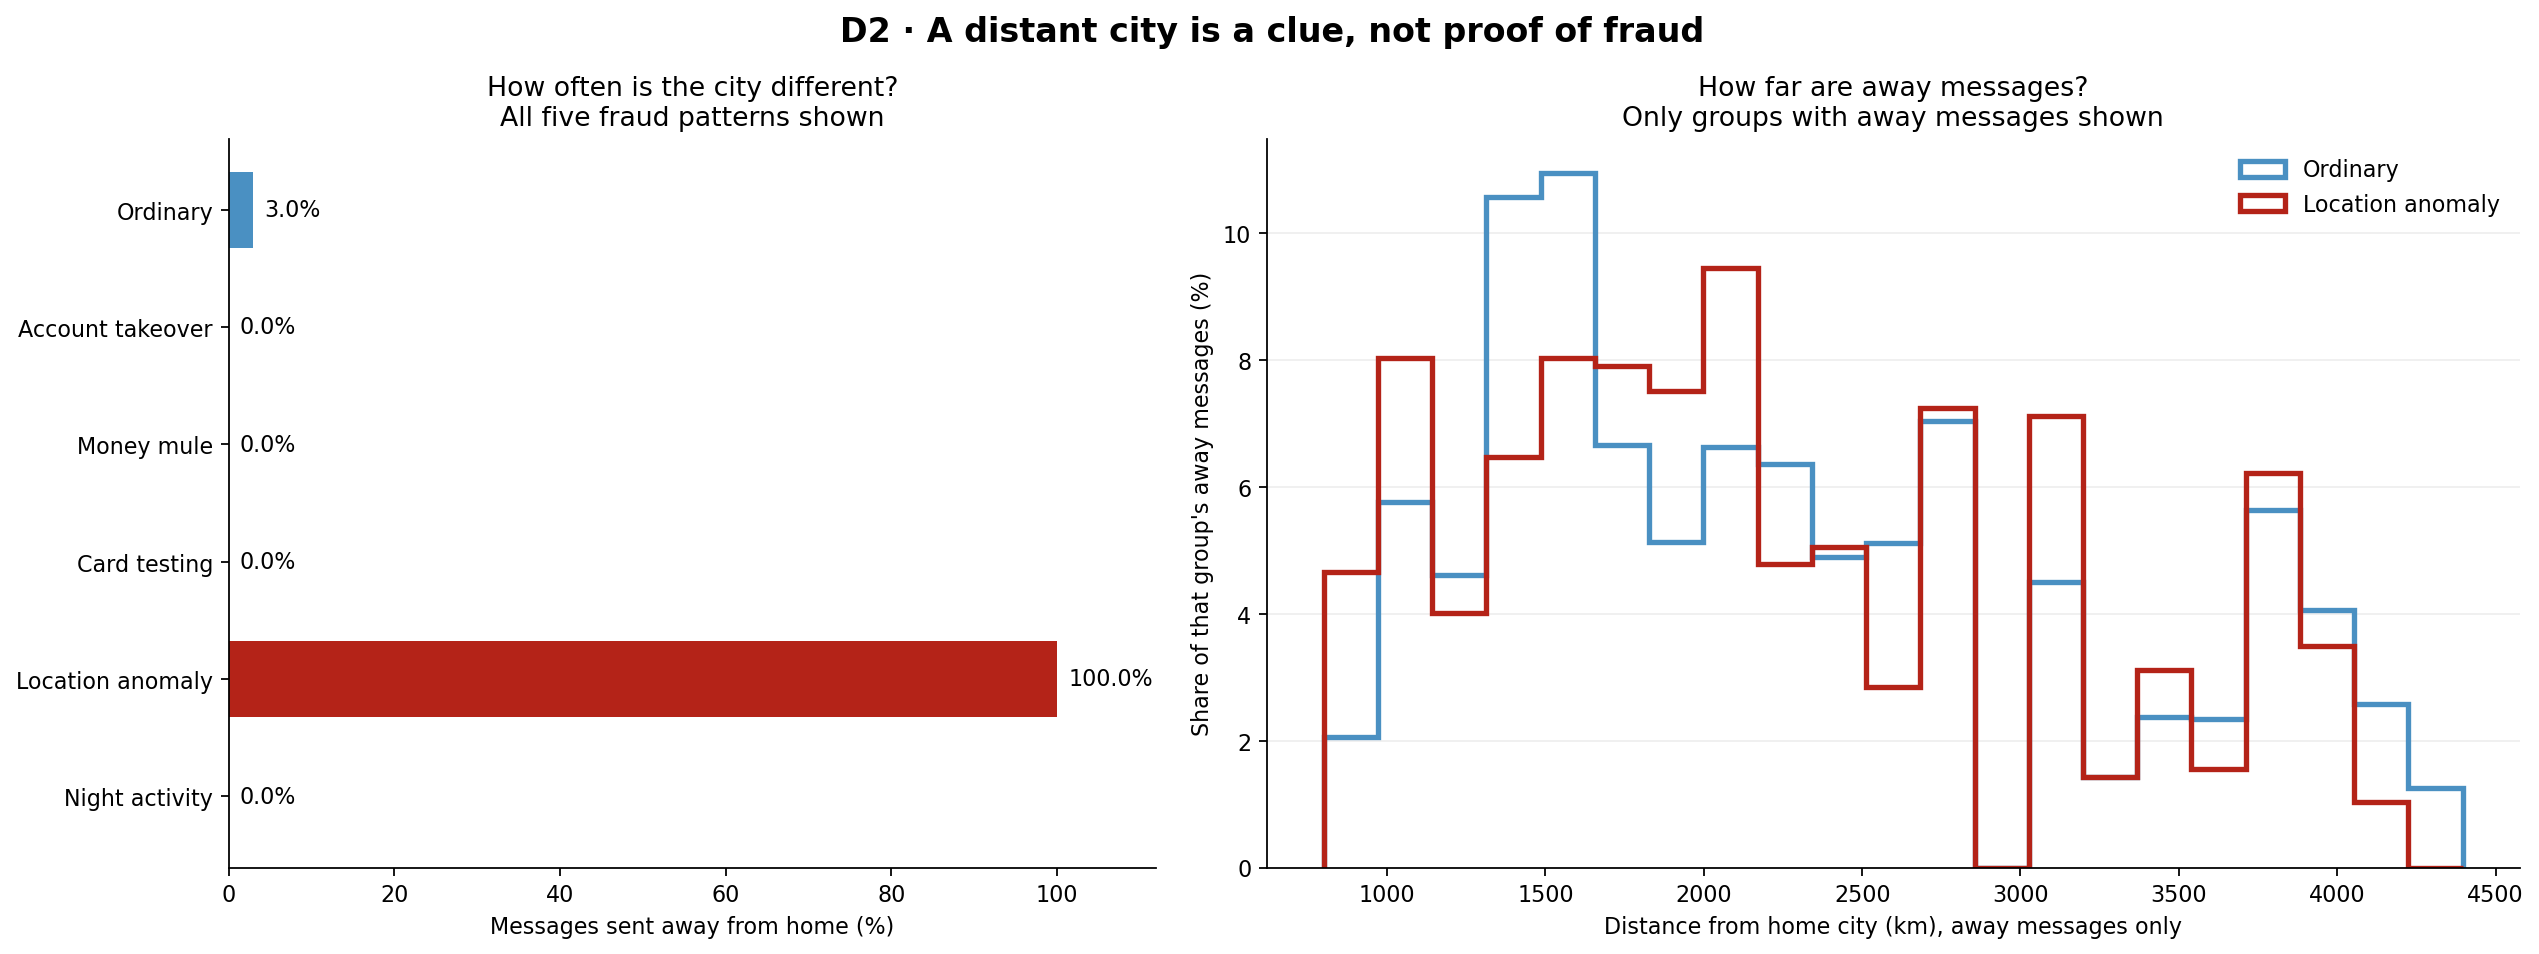 D2 · A distant city is a clue, not proof of fraud
How often is the city different?
All five fraud patterns shown
Ordinary
3.0%
Account takeover
0.0%
Money mule
0.0%
Card testing
0.0%
Location anomaly
100.0%
Night activity
0.0%
0 20 40 60 80 100
Messages sent away from home (%)
How far are away messages?
Only groups with away messages shown
Ordinary
Location anomaly
Share of that group's away messages (%)
10
8
6
4
2
0
1000 1500 2000 2500 3000 3500 4000 4500
Distance from home city (km), away messages only